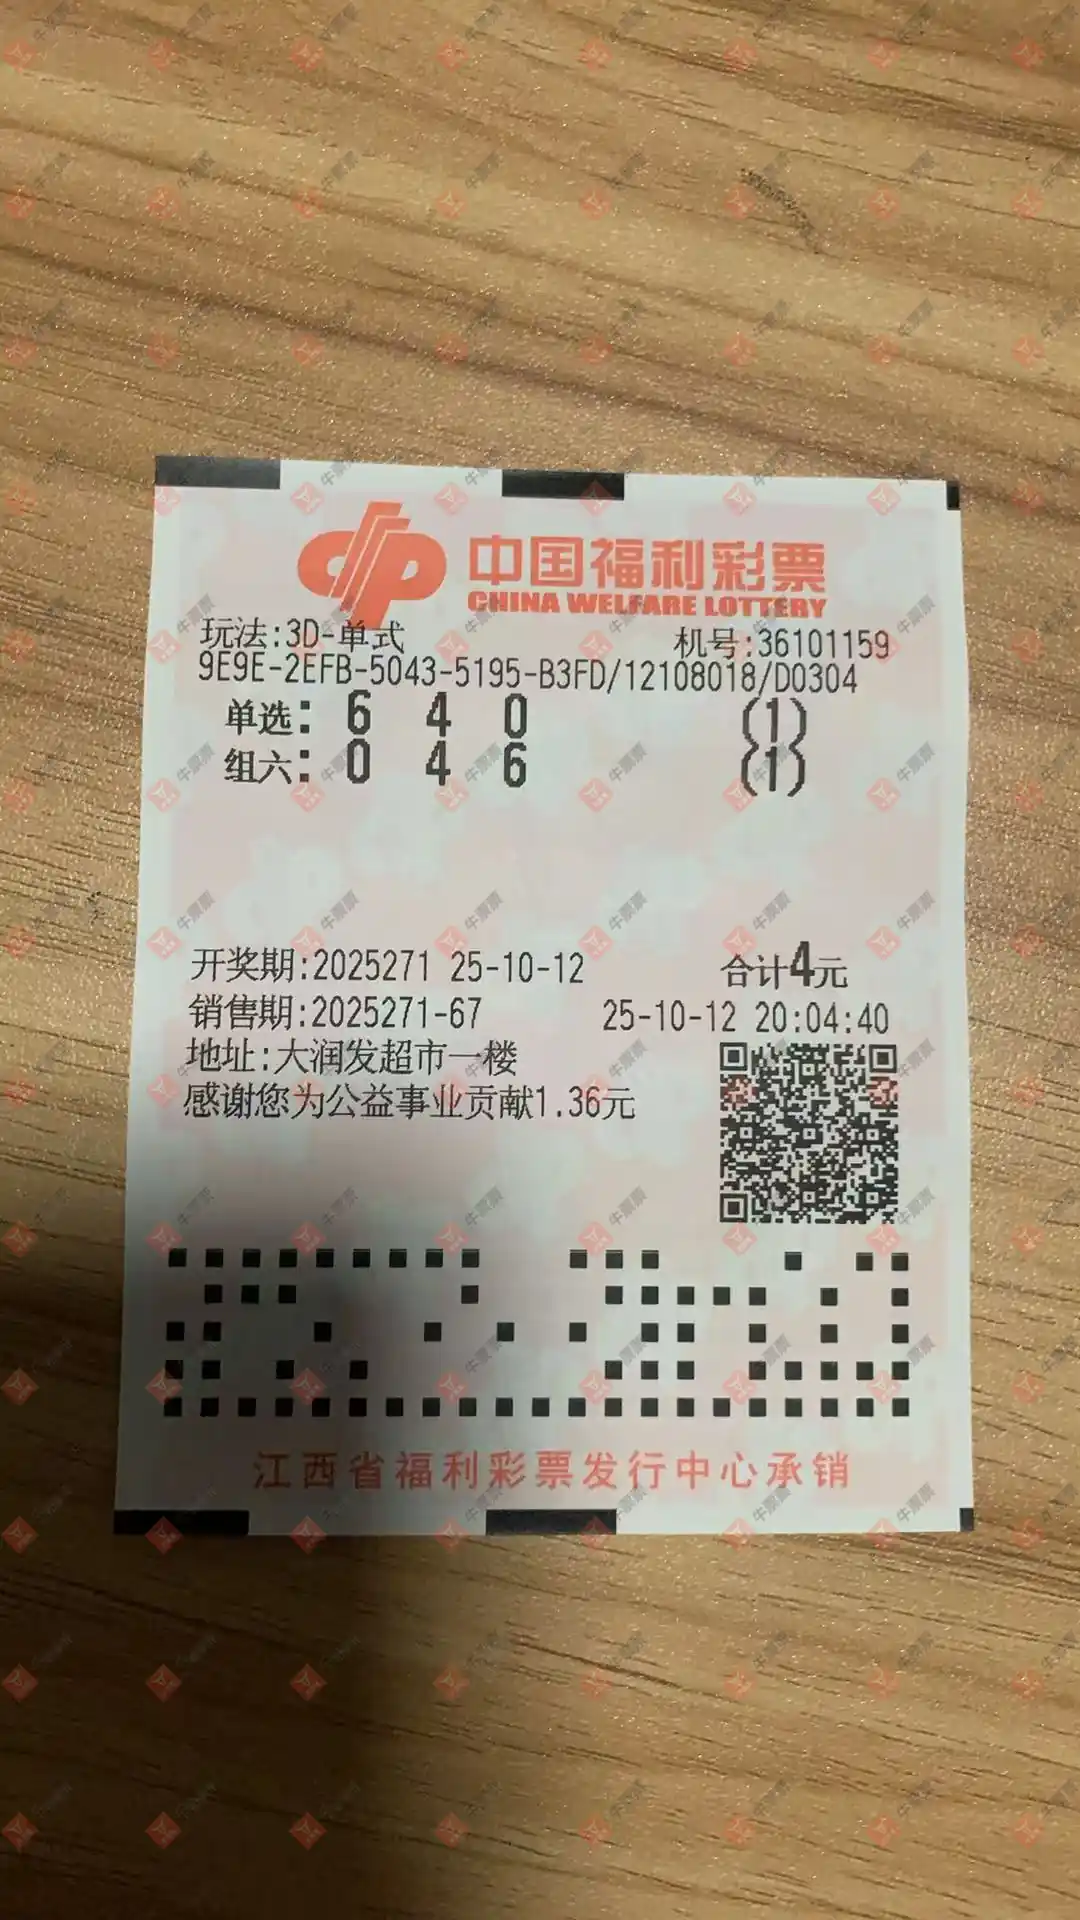 中国福利彩票
CHINA WELFARE LOTTERY
玩法:3D-单式 机号:36101159
9E9E-2EFB-5043-5195-B3FD/12108018/D0304
单选: 6 4 0 (1)
组六: 0 4 6 (1)
开奖期:2025271 25-10-12 合计4元
销售期:2025271-67 25-10-12 20:04:40
地址:大润发超市一楼
感谢您为公益事业贡献1.36元
江西省福利彩票发行中心承销
牛票票